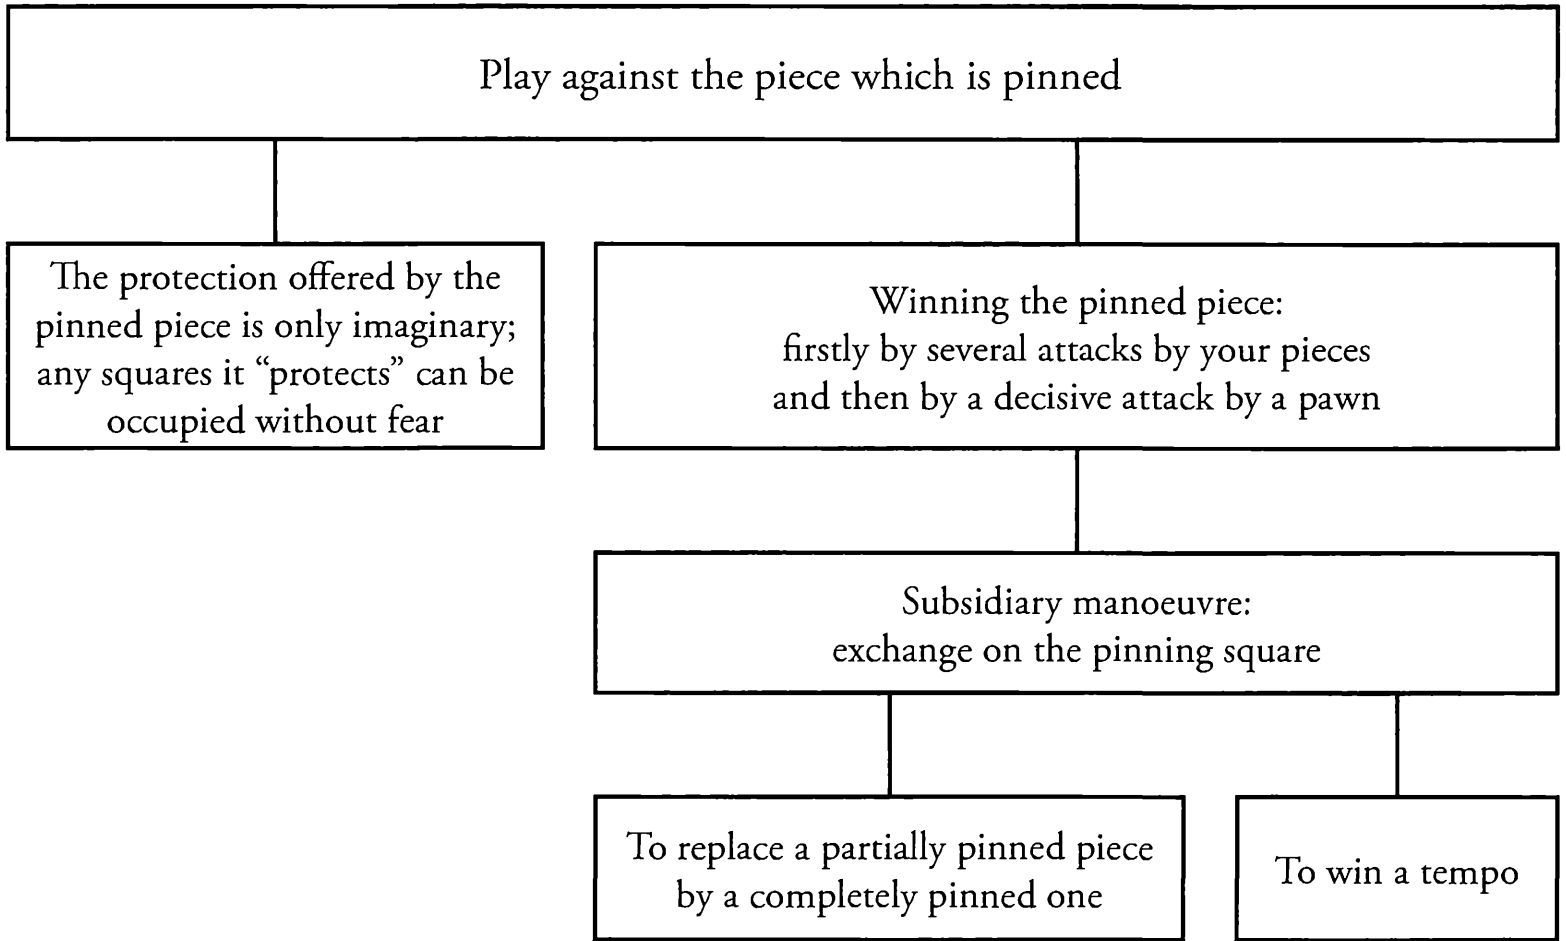 Play against the piece which is pinned
The protection offered by the
pinned piece is only imaginary;
any squares it “protects” can be
occupied without fear
Winning the pinned piece:
firstly by several attacks by your pieces
and then by a decisive attack by a pawn
Subsidiary manoeuvre:
exchange on the pinning square
To replace a partially pinned piece
by a completely pinned one
To win a tempo